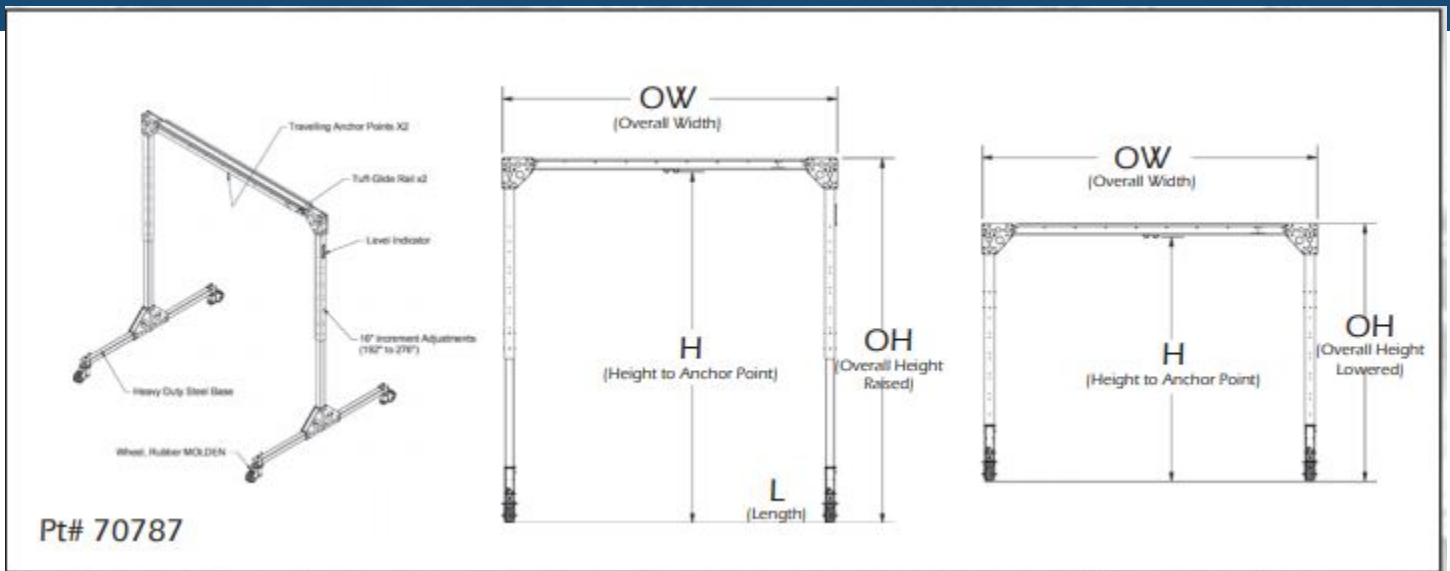 Travelling Anchor Points X2
Tuff-Glide Rail x2
Level Indicator
16" Increment Adjustments
(192" to 276")
Heavy Duty Steel Base
Wheel, Rubber MOLDEN
Pt# 70787
OW
(Overall Width)
H
(Height to Anchor Point)
OH
(Overall Height
Raised)
L
(Length)
OW
(Overall Width)
H
(Height to Anchor Point)
OH
(Overall Height
Lowered)